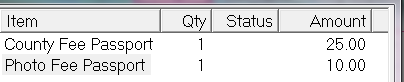 Item Qty Status Amount
County Fee Passport 1 25.00
Photo Fee Passport 1 10.00